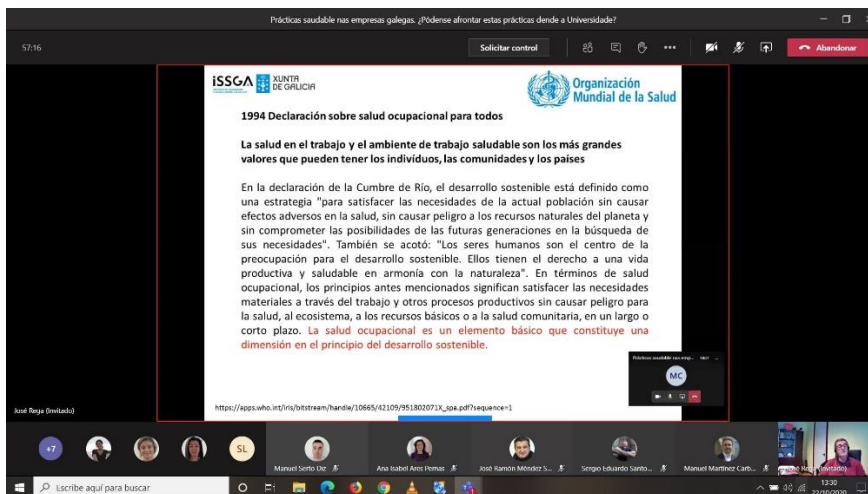 Prácticas saudable nas empresas galegas. ¿Pódense afrontar estas prácticas dende a Universidade?
57:16
Solicitar control
Abandonar
iSSGA
XUNTA
DE GALICIA
Organización
Mundial de la Salud
1994 Declaración sobre salud ocupacional para todos
La salud en el trabajo y el ambiente de trabajo saludable son los más grandes
valores que pueden tener los indivíduos, las comunidades y los países
En la declaración de la Cumbre de Río, el desarrollo sostenible está definido como
una estrategia "para satisfacer las necesidades de la actual población sin causar
efectos adversos en la salud, sin causar peligro a los recursos naturales del planeta y
sin comprometer las posibilidades de las futuras generaciones en la búsqueda de
sus necesidades". También se acotó: "Los seres humanos son el centro de la
preocupación para el desarrollo sostenible. Ellos tienen el derecho a una vida
productiva y saludable en armonía con la naturaleza". En términos de salud
ocupacional, los principios antes mencionados significan satisfacer las necesidades
materiales a través del trabajo y otros procesos productivos sin causar peligro para
la salud, al ecosistema, a los recursos básicos o a la salud comunitaria, en un largo o
corto plazo. La salud ocupacional es un elemento básico que constituye una
dimensión en el principio del desarrollo sostenible.
Prácticas saudable nas emp...
MC
https://apps.who.int/iris/bitstream/handle/10665/42109/951802071X_spa.pdf?sequence=1
José Rega (Invitado)
+7
SL
Manuel Serto Diz
Ana Isabel Ares Pernas
José Ramón Méndez S...
Sergio Eduardo Santo...
Manuel Martínez Carb...
José Rega (Invitado)
Escribe aquí para buscar
13:30
22/10/2020